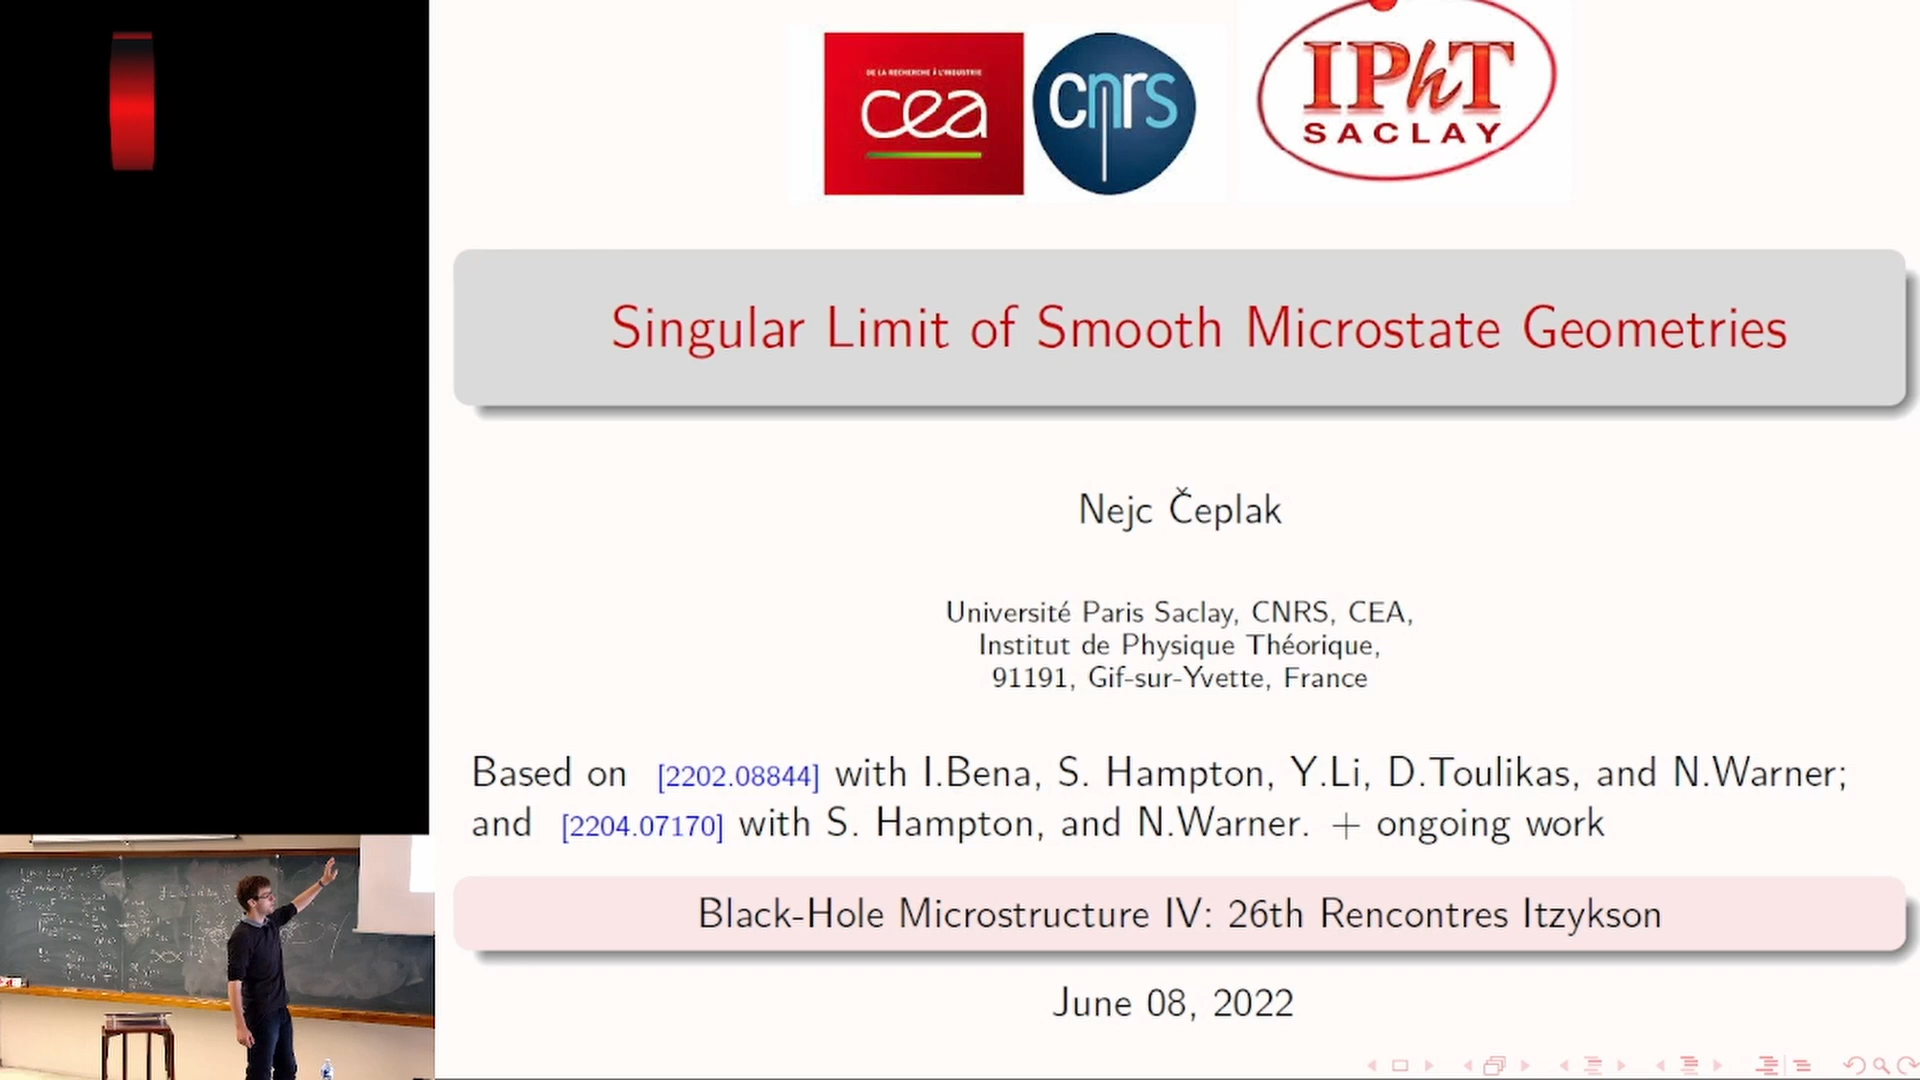 DE LA RECHERCHE À L'INDUSTRIE
cea
cnrs
IPhT
SACLAY
Singular Limit of Smooth Microstate Geometries
Nejc Čeplak
Université Paris Saclay, CNRS, CEA,
Institut de Physique Théorique,
91191, Gif-sur-Yvette, France
Based on [2202.08844] with I.Bena, S. Hampton, Y.Li, D.Toulikas, and N.Warner;
and [2204.07170] with S. Hampton, and N.Warner. + ongoing work
Black-Hole Microstructure IV: 26th Rencontres Itzykson
June 08, 2022